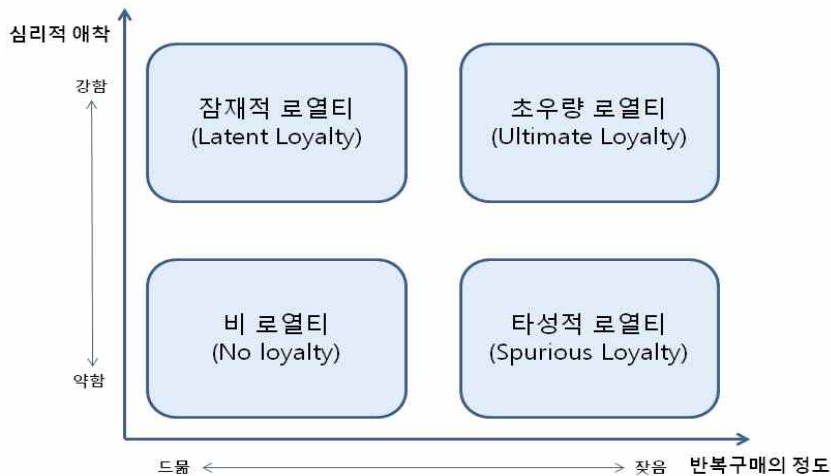 심리적 애착
강함
잠재적 로열티
(Latent Loyalty)
초우량 로열티
(Ultimate Loyalty)
비 로열티
(No loyalty)
타성적 로열티
(Spurious Loyalty)
약함
드묾
잦음
반복구매의 정도